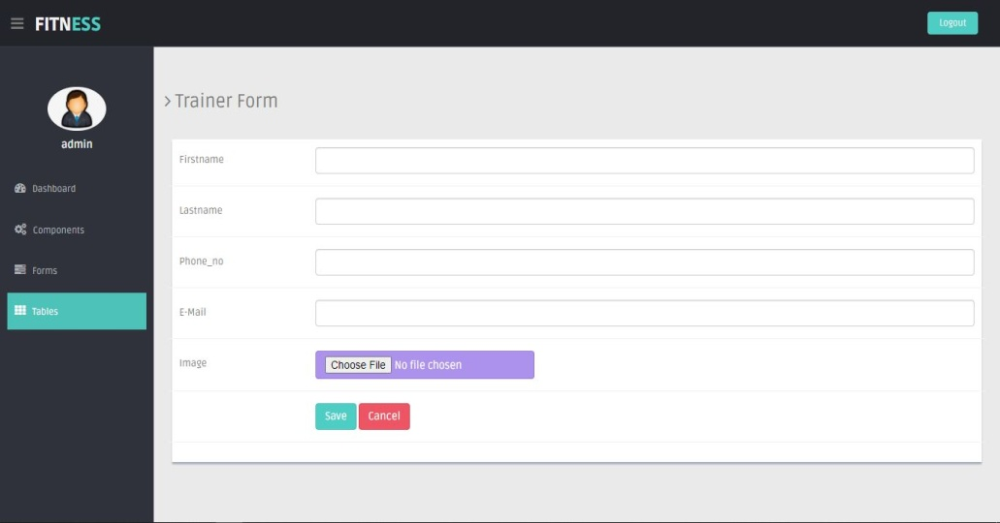 FITNESS
Logout
admin
Dashboard
Components
Forms
Tables
Trainer Form
Firstname
Lastname
Phone_no
E-Mail
Image
Choose File No file chosen
Save Cancel